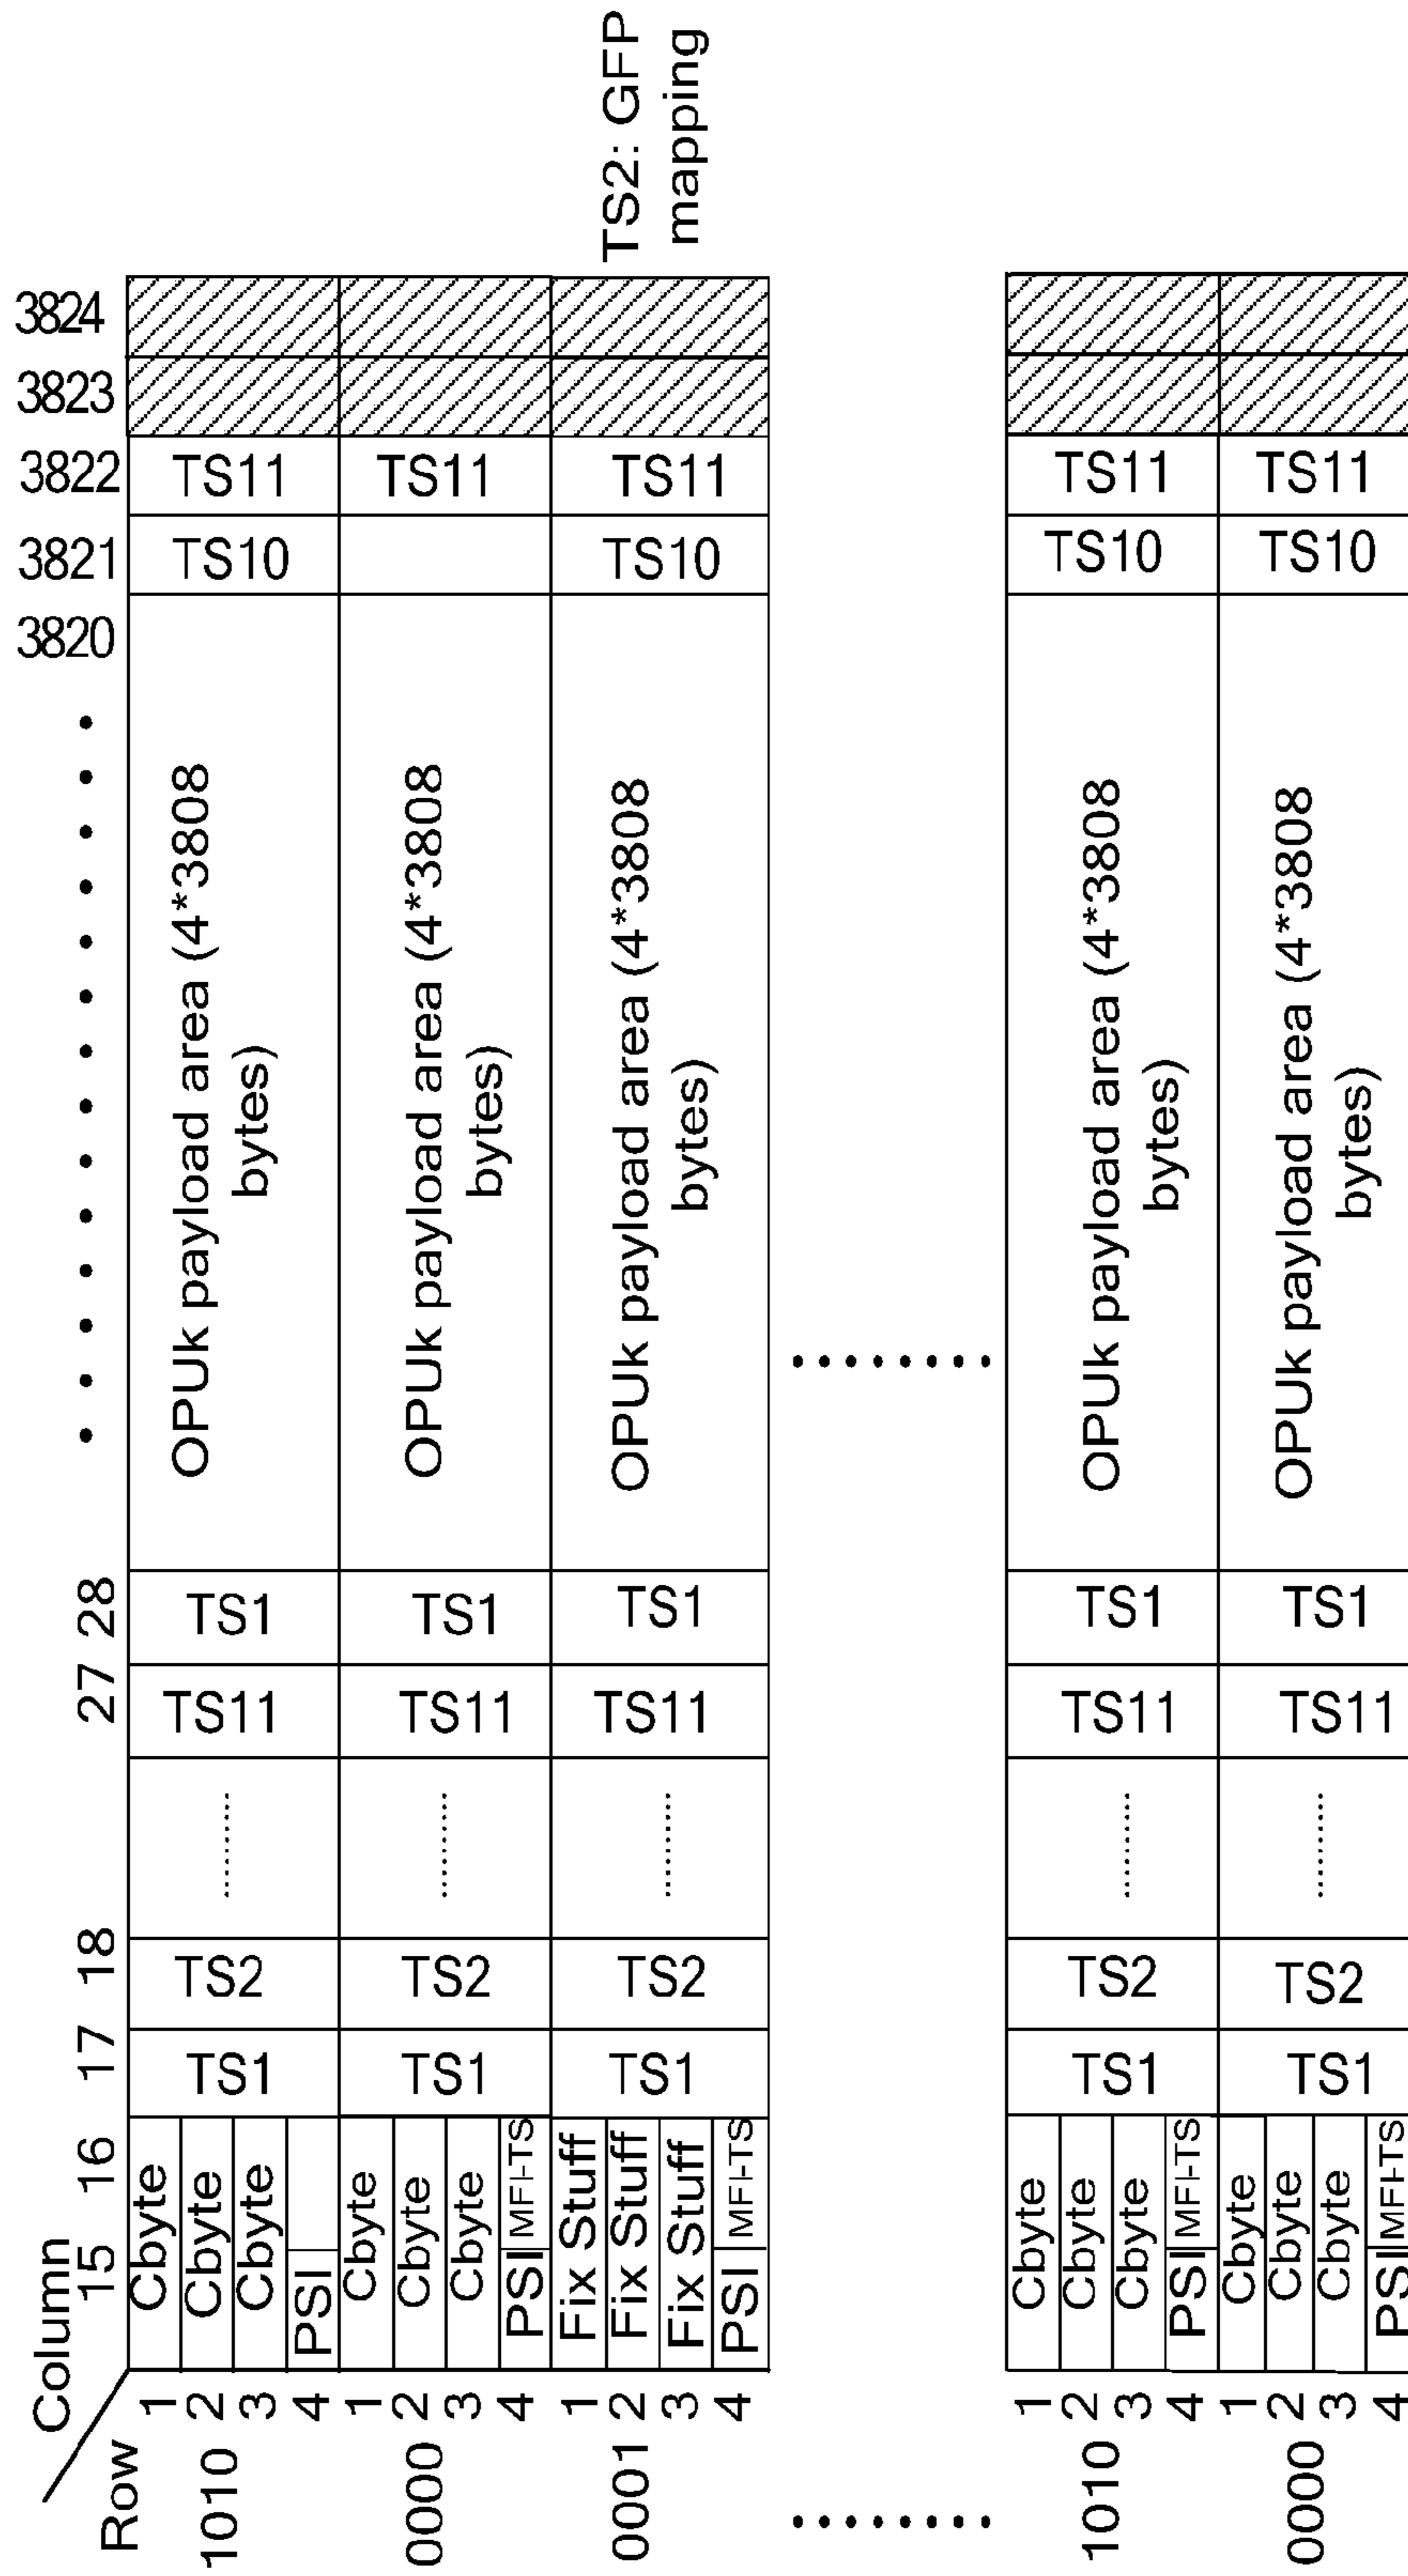 Column 15 16 17 18 27 28 3820 3821 3822 3823 3824
Row
1010
1 Cbyte TS1 TS2 TS11 TS1 OPUk payload area (4*3808 TS10 TS11
2 Cbyte bytes)
3 Cbyte
4 PSI
0000
1 Cbyte TS1 TS2 TS11 TS1 OPUk payload area (4*3808 TS11
2 Cbyte bytes)
3 Cbyte
4 PSI MFI-TS
0001
1 Fix Stuff TS1 TS2 TS11 TS1 OPUk payload area (4*3808 TS10 TS11 TS2: GFP
2 Fix Stuff bytes) mapping
3 Fix Stuff
4 PSI MFI-TS
1010
1 Cbyte TS1 TS2 TS11 TS1 OPUk payload area (4*3808 TS10 TS11
2 Cbyte bytes)
3 Cbyte
4 PSI MFI-TS
0000
1 Cbyte TS1 TS2 TS11 TS1 OPUk payload area (4*3808 TS10 TS11
2 Cbyte bytes)
3 Cbyte
4 PSI MFI-TS